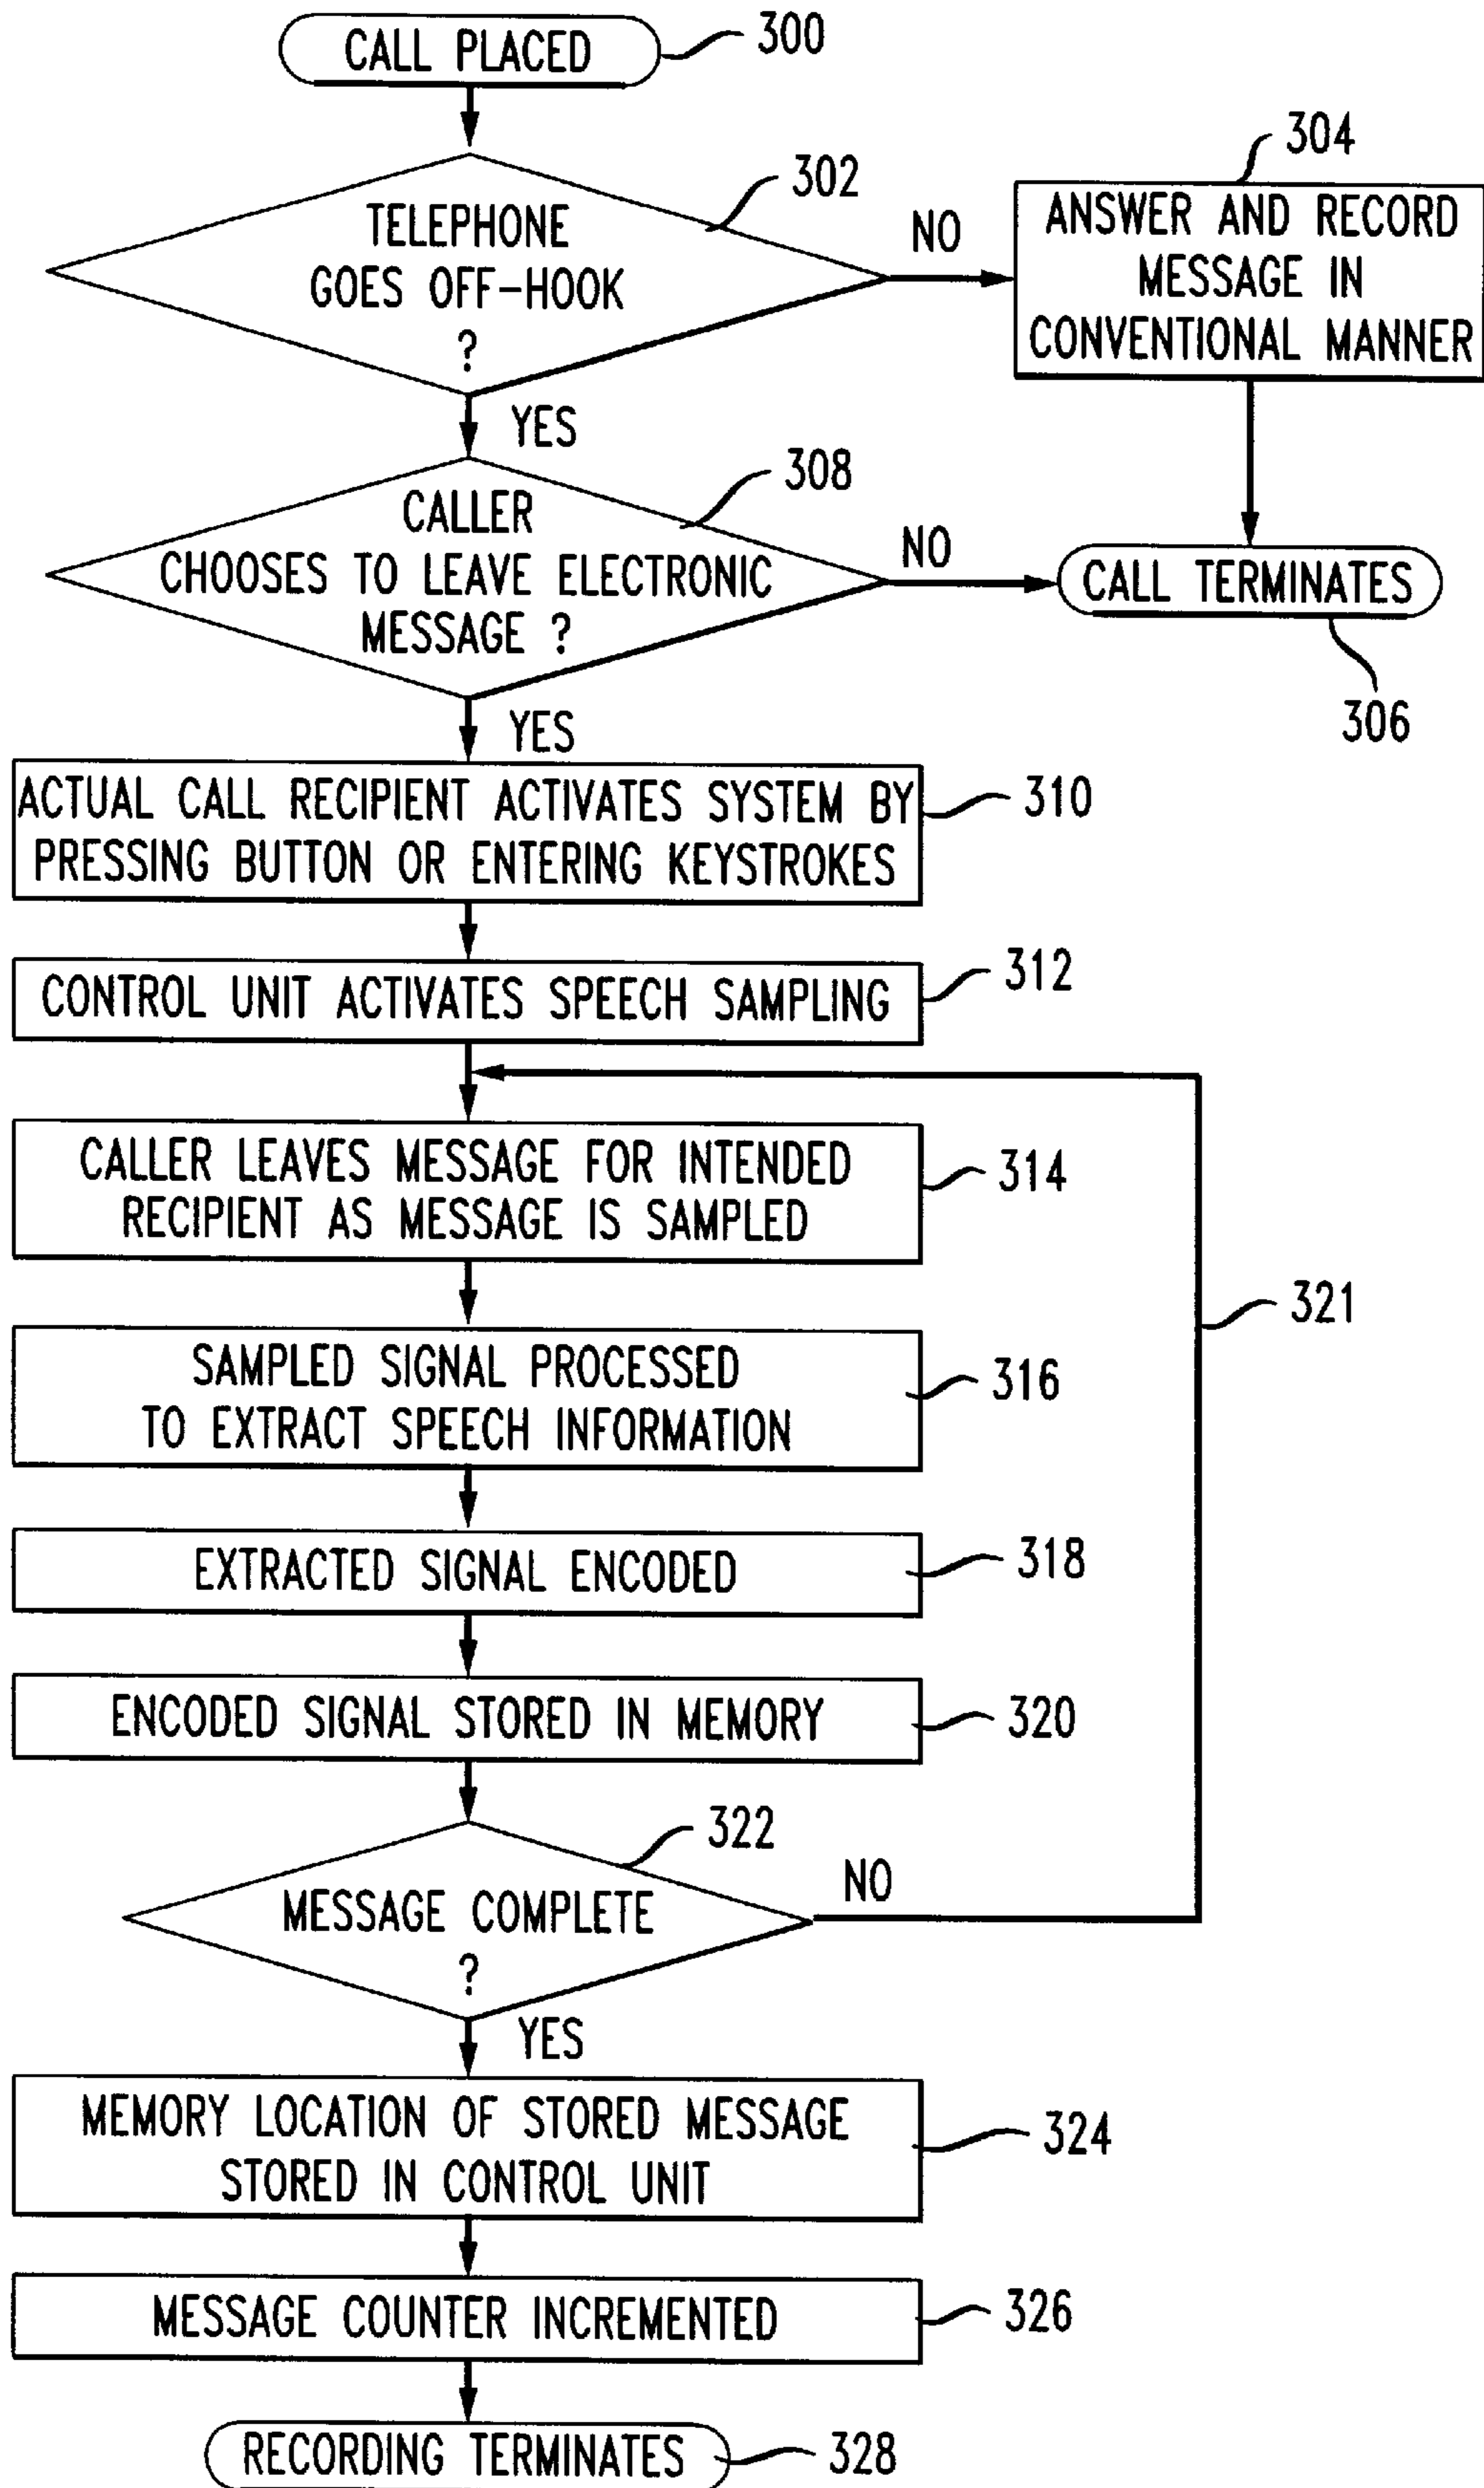 CALL PLACED
300
TELEPHONE
GOES OFF-HOOK
?
302
NO
304
ANSWER AND RECORD
MESSAGE IN
CONVENTIONAL MANNER
YES
CALLER
CHOOSES TO LEAVE ELECTRONIC
MESSAGE ?
308
NO
CALL TERMINATES
306
YES
ACTUAL CALL RECIPIENT ACTIVATES SYSTEM BY
PRESSING BUTTON OR ENTERING KEYSTROKES
310
CONTROL UNIT ACTIVATES SPEECH SAMPLING
312
CALLER LEAVES MESSAGE FOR INTENDED
RECIPIENT AS MESSAGE IS SAMPLED
314
321
SAMPLED SIGNAL PROCESSED
TO EXTRACT SPEECH INFORMATION
316
EXTRACTED SIGNAL ENCODED
318
ENCODED SIGNAL STORED IN MEMORY
320
322
MESSAGE COMPLETE
?
NO
YES
MEMORY LOCATION OF STORED MESSAGE
STORED IN CONTROL UNIT
324
MESSAGE COUNTER INCREMENTED
326
RECORDING TERMINATES
328